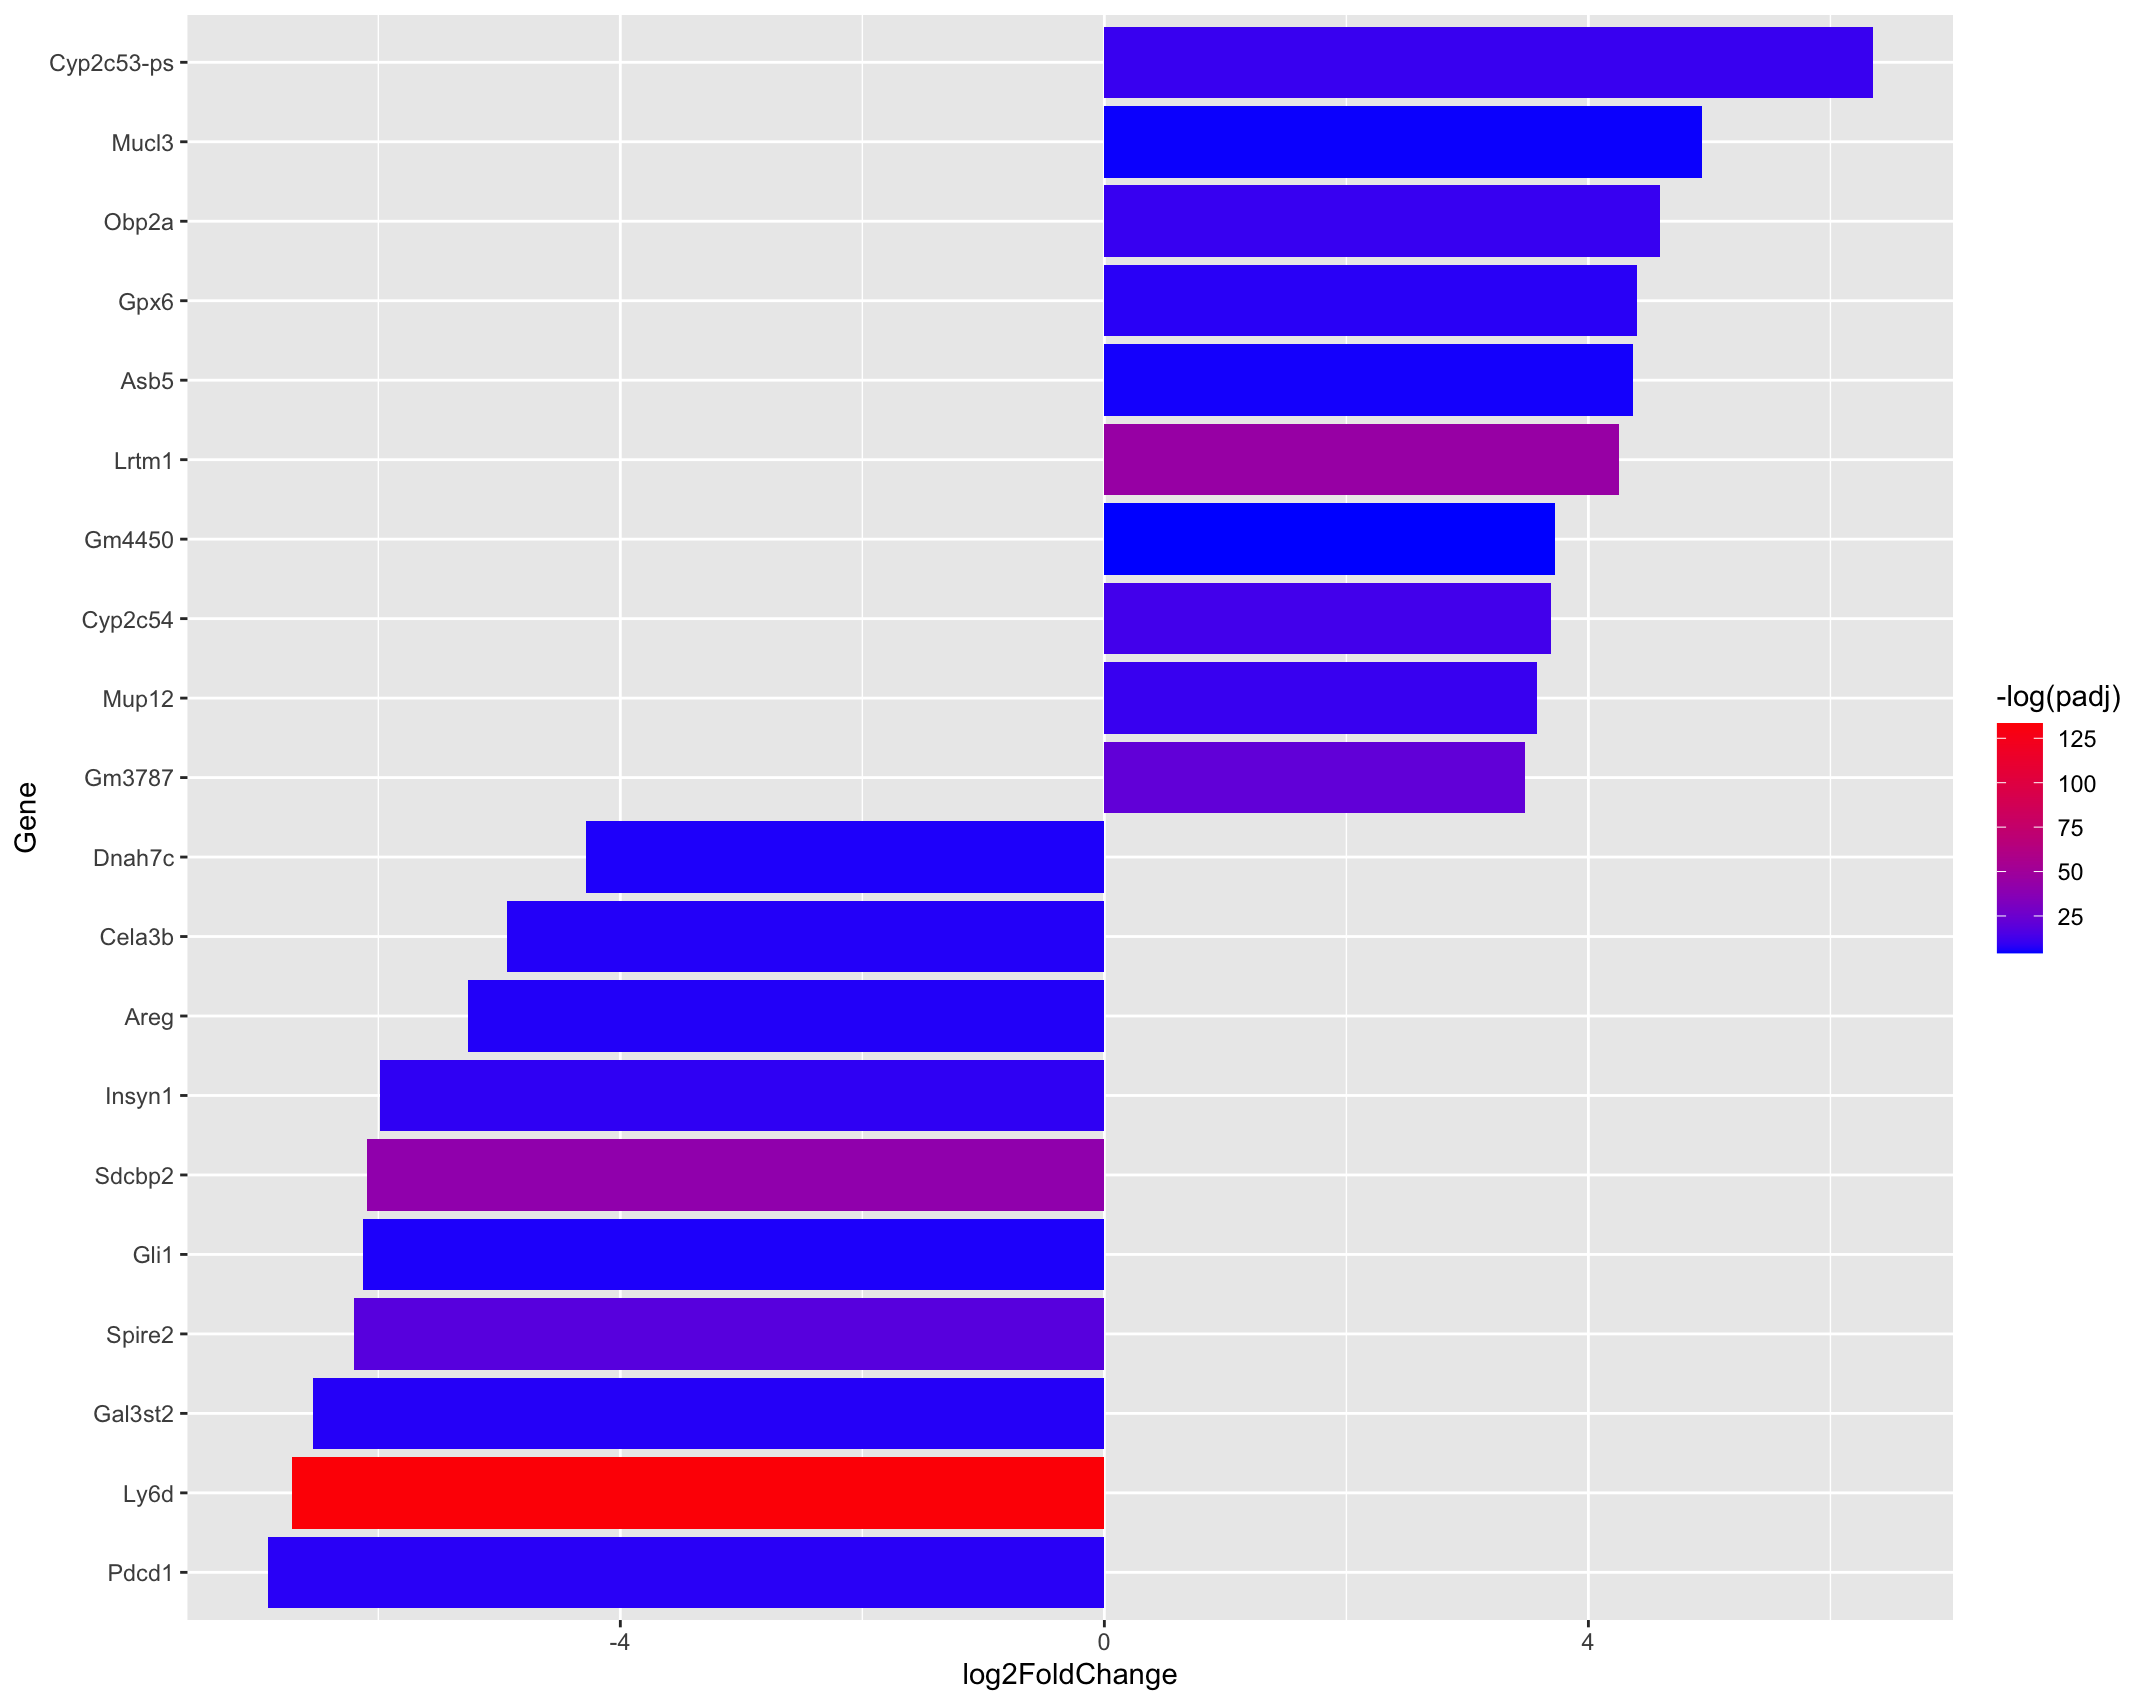 Cyp2c53-ps
Mucl3
Obp2a
Gpx6
Asb5
Lrtm1
Gm4450
Cyp2c54
Mup12
Gm3787
Dnah7c
Cela3b
Areg
Insyn1
Sdcbp2
Gli1
Spire2
Gal3st2
Ly6d
Pdcd1
Gene
-4 0 4
log2FoldChange
-log(padj)
125
100
75
50
25